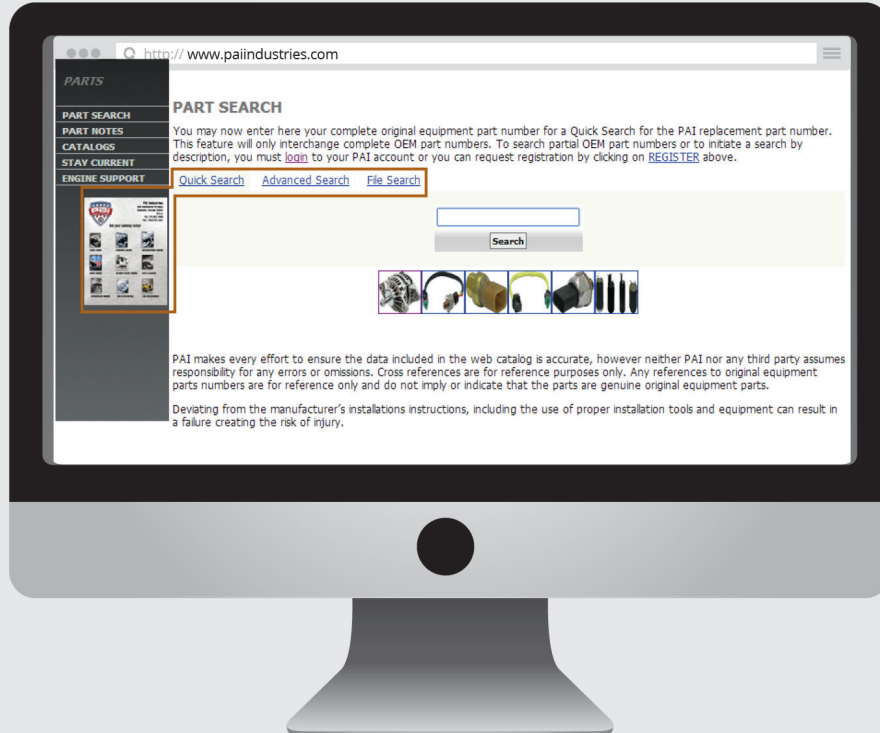 http:// www.paiindustries.com
PARTS
PART SEARCH
PART NOTES
CATALOGS
STAY CURRENT
ENGINE SUPPORT
PART SEARCH
You may now enter here your complete original equipment part number for a Quick Search for the PAI replacement part number.
This feature will only interchange complete OEM part numbers. To search partial OEM part numbers or to initiate a search by
description, you must login to your PAI account or you can request registration by clicking on REGISTER above.
Quick Search Advanced Search File Search
PAI
Search
PAI makes every effort to ensure the data included in the web catalog is accurate, however neither PAI nor any third party assumes
responsibility for any errors or omissions. Cross references are for reference purposes only. Any references to original equipment
parts numbers are for reference only and do not imply or indicate that the parts are genuine original equipment parts.
Deviating from the manufacturer's installations instructions, including the use of proper installation tools and equipment can result in
a failure creating the risk of injury.